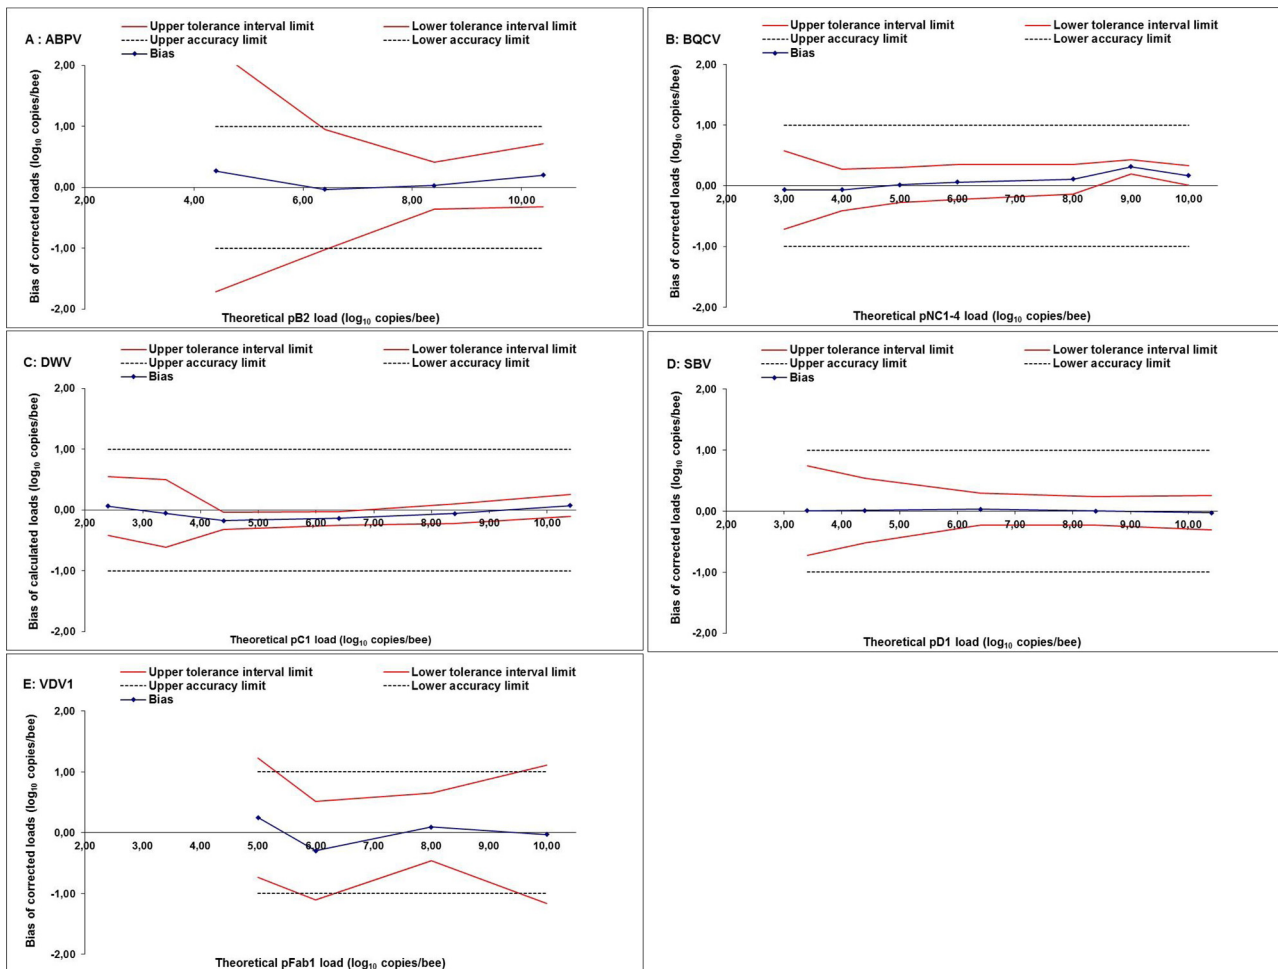 A : ABPV
Upper tolerance interval limit
Lower tolerance interval limit
Upper accuracy limit
Lower accuracy limit
Bias
Bias of corrected loads (log10 copies/bee)
2,00
1,00
0,00
-1,00
-2,00
2,00 4,00 6,00 8,00 10,00
Theoretical pB2 load (log10 copies/bee)
B: BQCV
Upper tolerance interval limit
Lower tolerance interval limit
Upper accuracy limit
Lower accuracy limit
Bias
Bias of corrected loads (log10 copies/bee)
2,00
1,00
0,00
-1,00
-2,00
2,00 3,00 4,00 5,00 6,00 7,00 8,00 9,00 10,00
Theoretical pNC1-4 load (log10 copies/bee)
C: DWV
Upper tolerance interval limit
Lower tolerance interval limit
Upper accuracy limit
Lower accuracy limit
Bias
Bias of calculated loads (log10 copies/bee)
2,00
1,00
0,00
-1,00
-2,00
2,00 3,00 4,00 5,00 6,00 7,00 8,00 9,00 10,00
Theoretical pC1 load (log10 copies/bee)
D: SBV
Upper tolerance interval limit
Lower tolerance interval limit
Upper accuracy limit
Lower accuracy limit
Bias
Bias of corrected loads (log10 copies/bee)
2,00
1,00
0,00
-1,00
-2,00
2,00 3,00 4,00 5,00 6,00 7,00 8,00 9,00 10,00
Theoretical pD1 load (log10 copies/bee)
E: VDV1
Upper tolerance interval limit
Lower tolerance interval limit
Upper accuracy limit
Lower accuracy limit
Bias
Bias of corrected loads (log10 copies/bee)
2,00
1,00
0,00
-1,00
-2,00
2,00 3,00 4,00 5,00 6,00 7,00 8,00 9,00 10,00
Theoretical pFab1 load (log10 copies/bee)